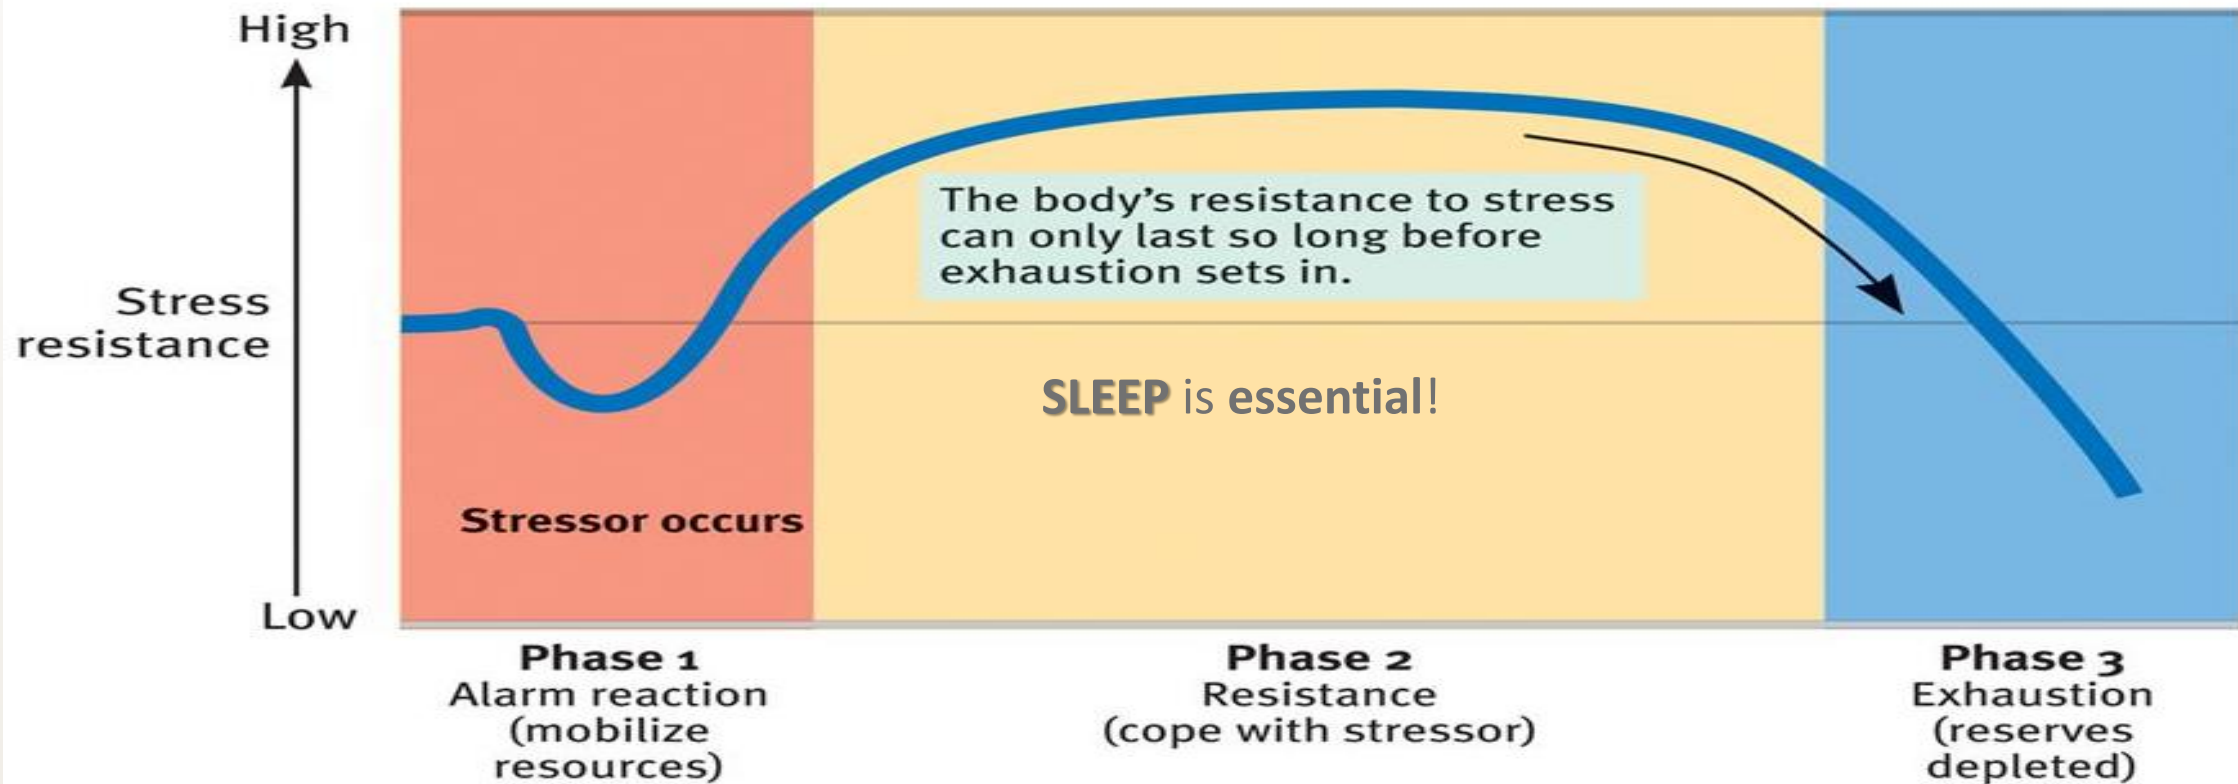 High
Stress
resistance
Low
The body's resistance to stress
can only last so long before
exhaustion sets in.
SLEEP is essential!
Stressor occurs
Phase 1
Alarm reaction
(mobilize
resources)
Phase 2
Resistance
(cope with stressor)
Phase 3
Exhaustion
(reserves
depleted)